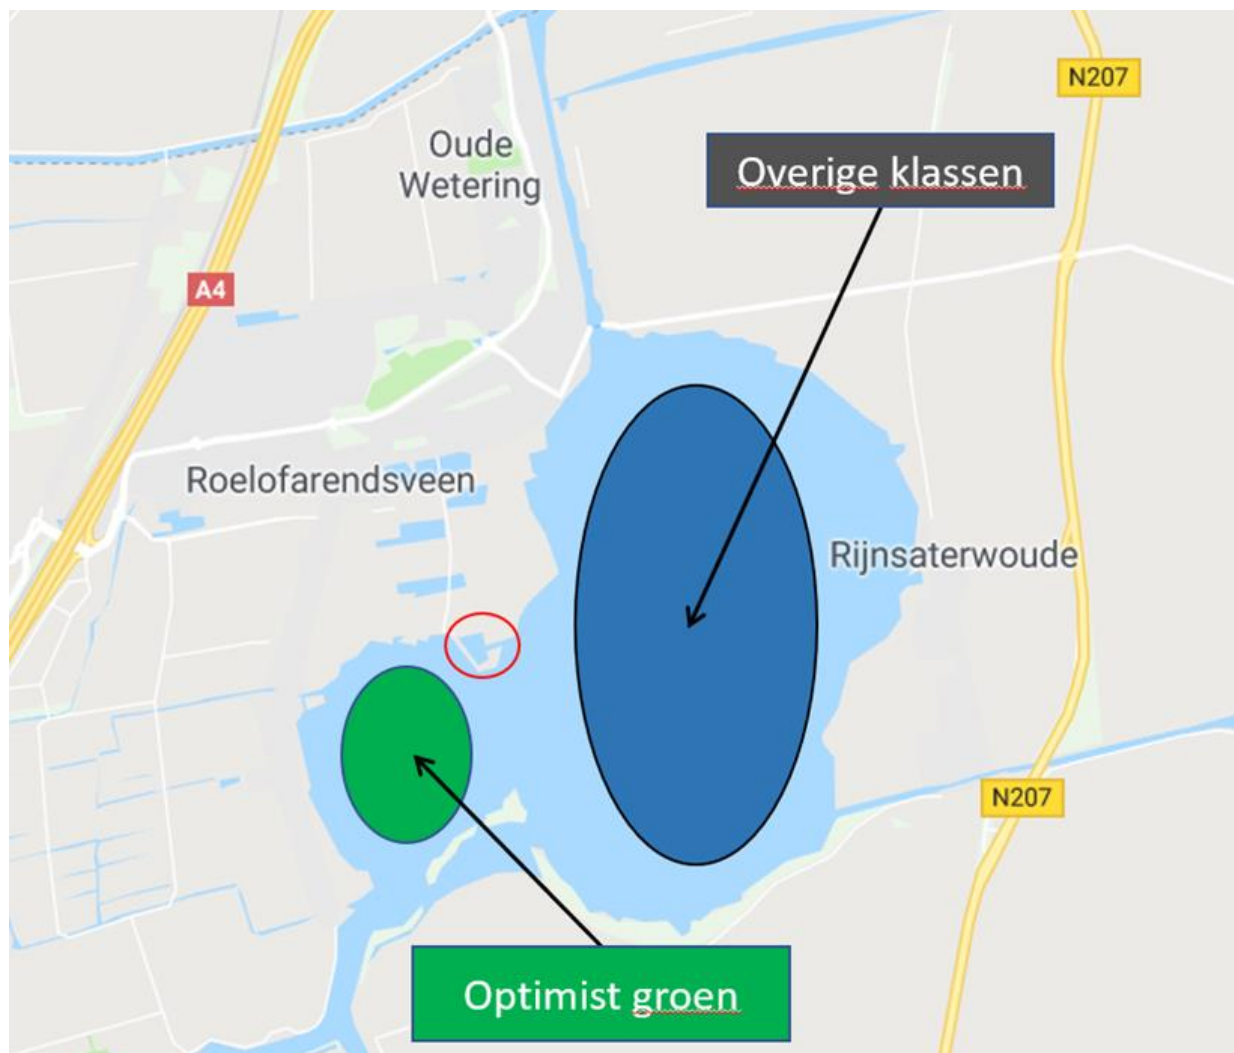 N207
Oude
Wetering
Overige klassen
A4
Roelofarendsveen
Rijnsaterwoude
N207
Optimist groen